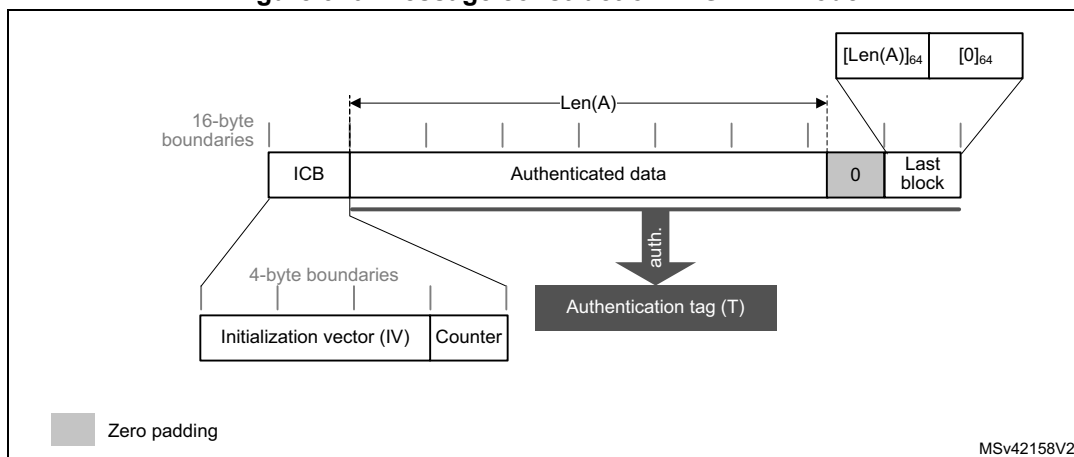 [Len(A)]64 [0]64
Len(A)
16-byte
boundaries
ICB
Authenticated data
0
Last
block
auth.
4-byte boundaries
Authentication tag (T)
Initialization vector (IV)
Counter
Zero padding
MSv42158V2